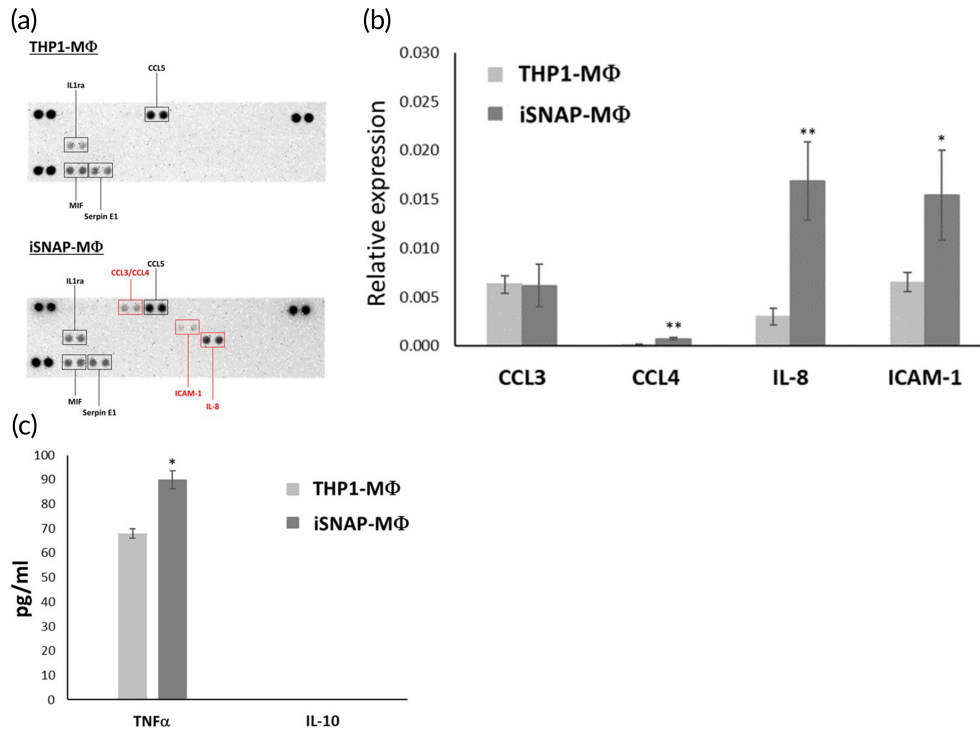 (a)
THP1-MΦ
CCL5
IL1ra
MIF
Serpin E1
iSNAP-MΦ
CCL3/CCL4
CCL5
IL1ra
MIF
Serpin E1
ICAM-1
IL-8
(b)
Relative expression
0.030
0.025
0.020
0.015
0.010
0.005
0.000
THP1-MΦ
iSNAP-MΦ
**
**
*
CCL3
CCL4
IL-8
ICAM-1
(c)
pg/ml
100
90
80
70
60
50
40
30
20
10
0
*
THP1-MΦ
iSNAP-MΦ
TNFα
IL-10